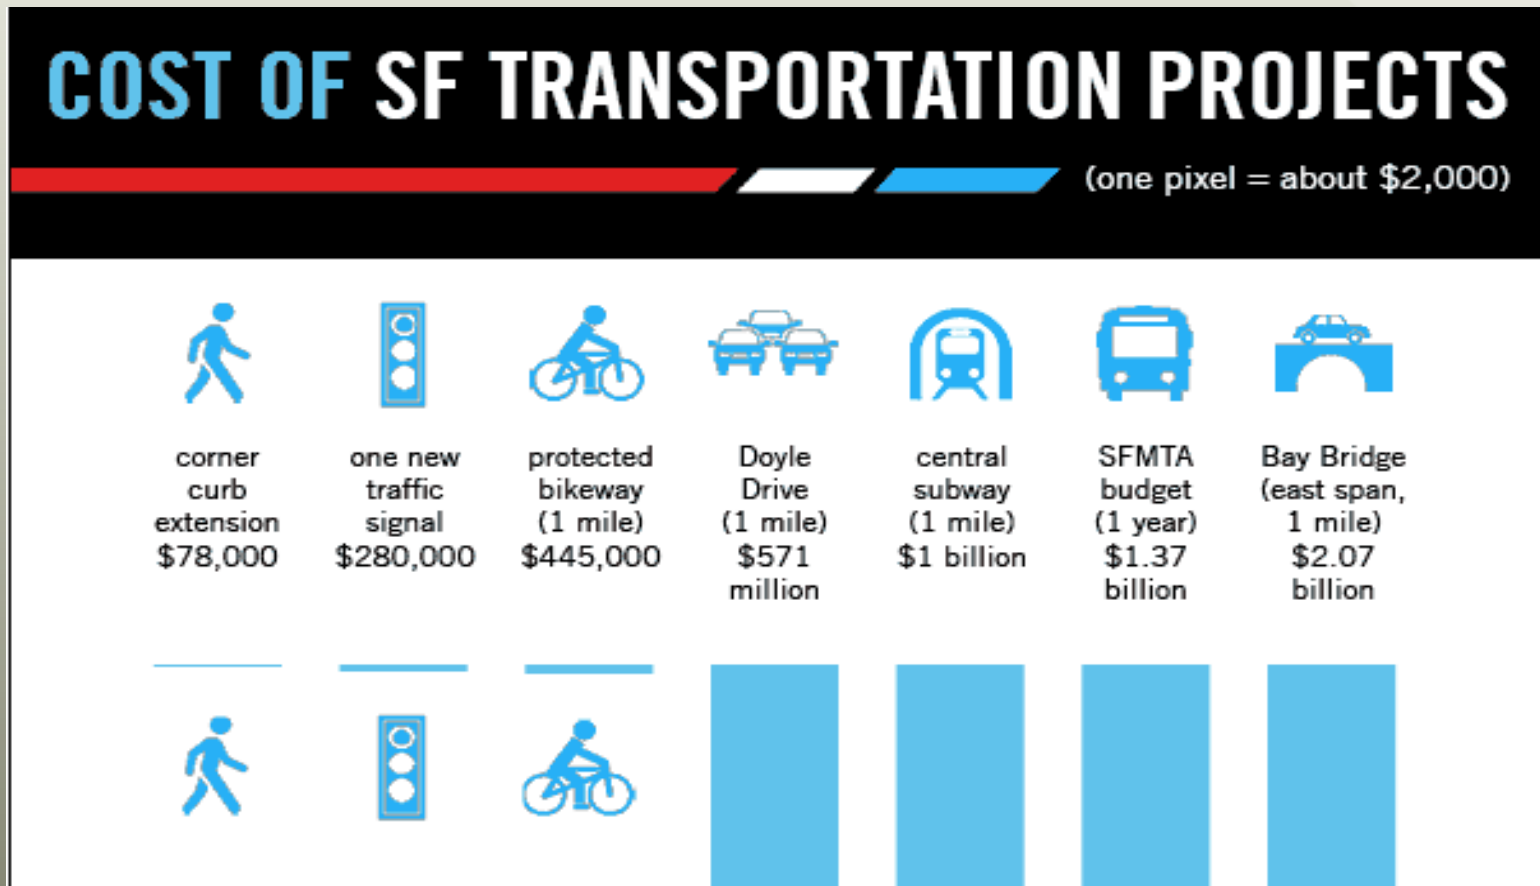 COST OF SF TRANSPORTATION PROJECTS
(one pixel = about $2,000)
corner
curb
extension
$78,000
one new
traffic
signal
$280,000
protected
bikeway
(1 mile)
$445,000
Doyle
Drive
(1 mile)
$571
million
central
subway
(1 mile)
$1 billion
SFMTA
budget
(1 year)
$1.37
billion
Bay Bridge
(east span,
1 mile)
$2.07
billion